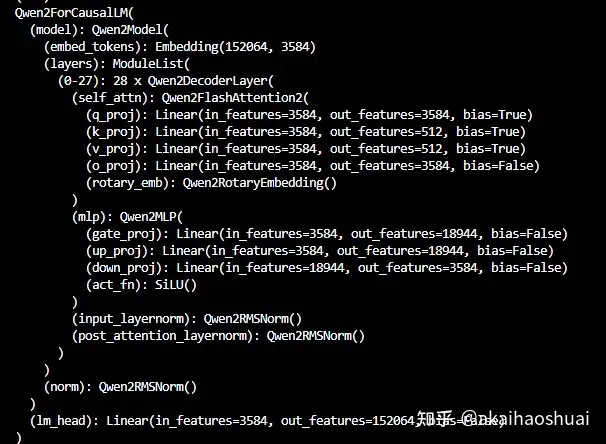 Qwen2ForCausalLM(
(model): Qwen2Model(
(embed_tokens): Embedding(152064, 3584)
(layers): ModuleList(
(0-27): 28 x Qwen2DecoderLayer(
(self_attn): Qwen2FlashAttention2(
(q_proj): Linear(in_features=3584, out_features=3584, bias=True)
(k_proj): Linear(in_features=3584, out_features=512, bias=True)
(v_proj): Linear(in_features=3584, out_features=512, bias=True)
(o_proj): Linear(in_features=3584, out_features=3584, bias=False)
(rotary_emb): Qwen2RotaryEmbedding()
)
(mlp): Qwen2MLP(
(gate_proj): Linear(in_features=3584, out_features=18944, bias=False)
(up_proj): Linear(in_features=3584, out_features=18944, bias=False)
(down_proj): Linear(in_features=18944, out_features=3584, bias=False)
(act_fn): SiLU()
)
(input_layernorm): Qwen2RMSNorm()
(post_attention_layernorm): Qwen2RMSNorm()
)
)
(norm): Qwen2RMSNorm()
)
(lm_head): Linear(in_features=3584, out_features=152064, bias=False)
)
知乎 @akaihaoshuai